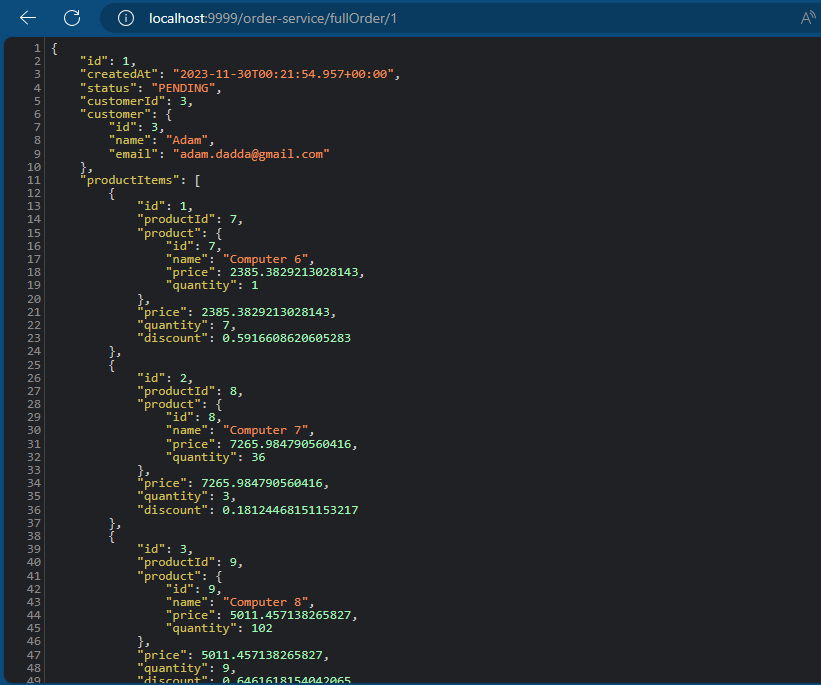 localhost:9999/order-service/fullOrder/1
1 {
2 "id": 1,
3 "createdAt": "2023-11-30T00:21:54.957+00:00",
4 "status": "PENDING",
5 "customerId": 3,
6 "customer": {
7 "id": 3,
8 "name": "Adam",
9 "email": "adam.dadda@gmail.com"
10 },
11 "productItems": [
12 {
13 "id": 1,
14 "productId": 7,
15 "product": {
16 "id": 7,
17 "name": "Computer 6",
18 "price": 2385.3829213028143,
19 "quantity": 1
20 },
21 "price": 2385.3829213028143,
22 "quantity": 7,
23 "discount": 0.5916608620605283
24 },
25 {
26 "id": 2,
27 "productId": 8,
28 "product": {
29 "id": 8,
30 "name": "Computer 7",
31 "price": 7265.984790560416,
32 "quantity": 36
33 },
34 "price": 7265.984790560416,
35 "quantity": 3,
36 "discount": 0.18124468151153217
37 },
38 {
39 "id": 3,
40 "productId": 9,
41 "product": {
42 "id": 9,
43 "name": "Computer 8",
44 "price": 5011.457138265827,
45 "quantity": 102
46 },
47 "price": 5011.457138265827,
48 "quantity": 9,
49 "discount": 0.6461618154042065